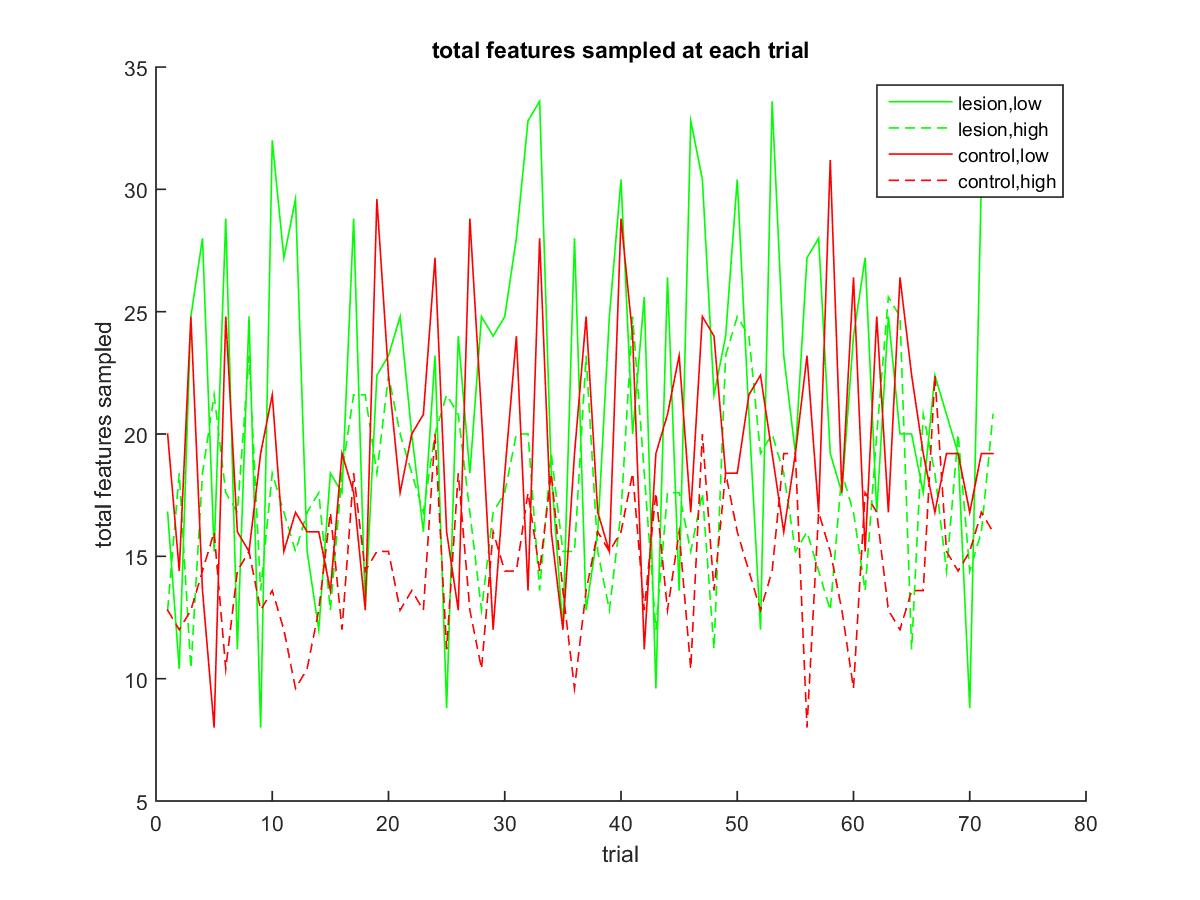 total features sampled at each trial
35
30
25
20
15
10
5
total features sampled
0
10
20
30
40
50
60
70
80
trial
lesion,low
lesion,high
control,low
control,high